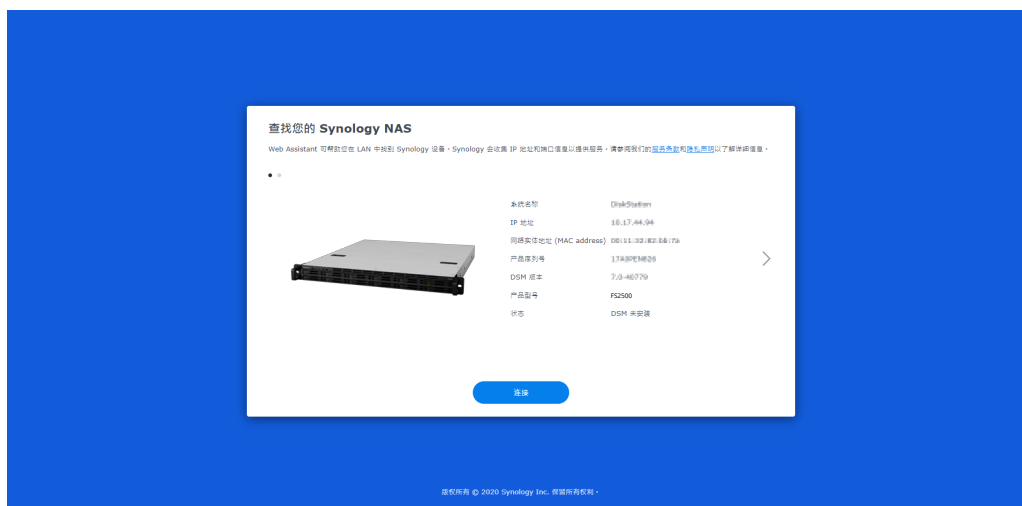 查找您的 Synology NAS
Web Assistant 可帮助您在 LAN 中找到 Synology 设备。Synology 会收集 IP 地址和端口信息以提供服务。请参阅我们的服务条款和隐私声明以了解详细信息。
系统名称 DiskStation
IP 地址 10.17.44.94
网络实体地址 (MAC address)
产品序列号
DSM 版本
产品型号 FS2500
状态 DSM 未安装
连接
版权所有 © 2020 Synology Inc. 保留所有权利。